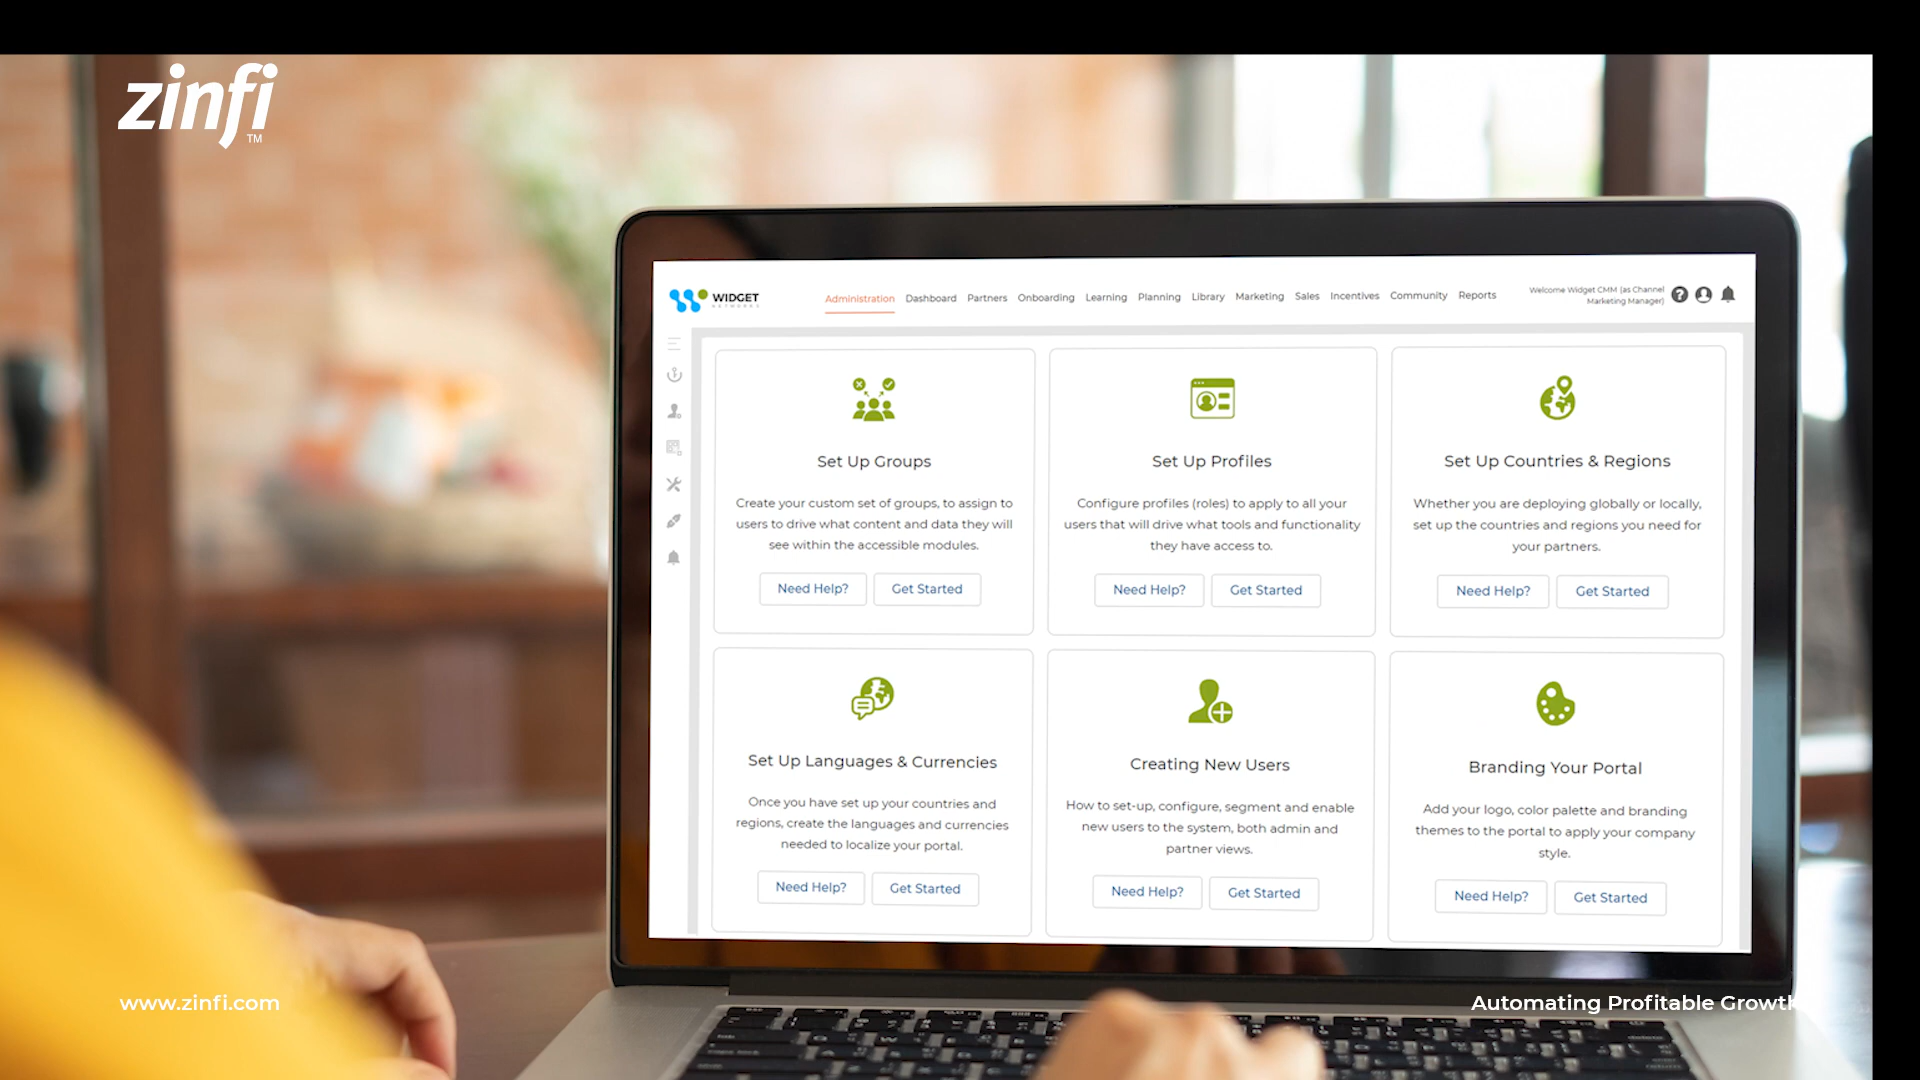 zinfi
TM
WIDGET
Administration Dashboard Partners Onboarding Learning Planning Library Marketing Sales Incentives Community Reports
Welcome Widget CMM (as Channel
Marketing Manager)
Set Up Groups
Create your custom set of groups, to assign to
users to drive what content and data they will
see within the accessible modules.
Need Help? Get Started
Set Up Profiles
Configure profiles (roles) to apply to all your
users that will drive what tools and functionality
they have access to.
Need Help? Get Started
Set Up Countries & Regions
Whether you are deploying globally or locally,
set up the countries and regions you need for
your partners.
Need Help? Get Started
Set Up Languages & Currencies
Once you have set up your countries and
regions, create the languages and currencies
needed to localize your portal.
Need Help? Get Started
Creating New Users
How to set-up, configure, segment and enable
new users to the system, both admin and
partner views.
Need Help? Get Started
Branding Your Portal
Add your logo, color palette and branding
themes to the portal to apply your company
style.
Need Help? Get Started
www.zinfi.com
Automating Profitable Growth